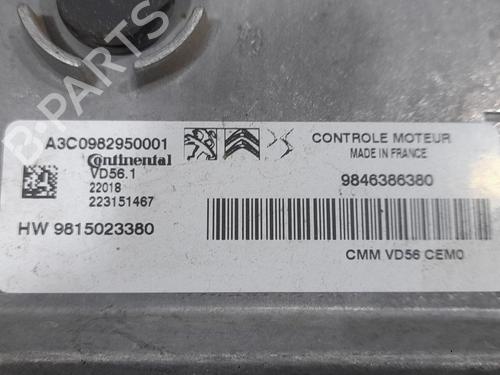 B-PARTS
A3C0982950001
Continental
VD56.1
22018
223151467
HW 9815023380
CONTROLE MOTEUR
MADE IN FRANCE
9846386380
CMM VD56 CEM0